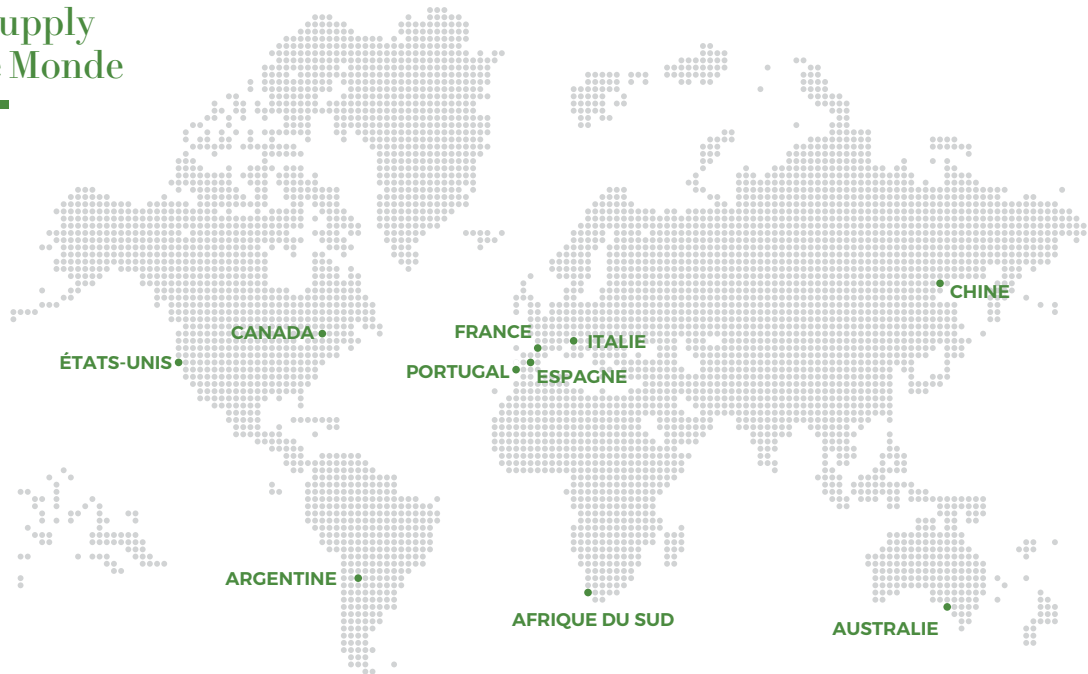 upply
Monde
CHINE
FRANCE
CANADA
ITALIE
ÉTATS-UNIS
PORTUGAL
ESPAGNE
ARGENTINE
AFRIQUE DU SUD
AUSTRALIE